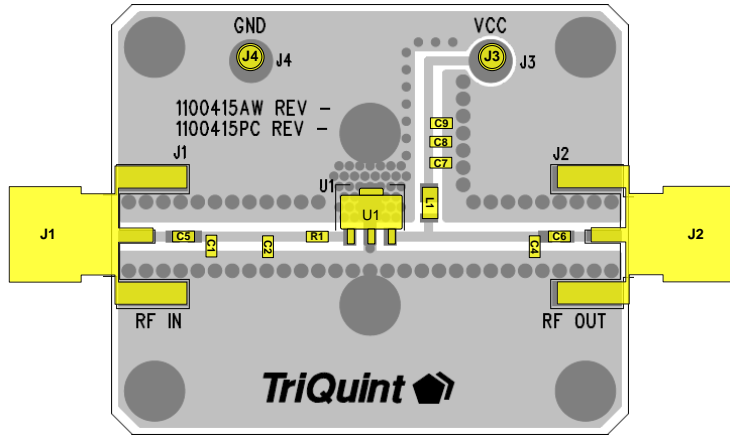 GND
VCC
J4
J4
J3
J3
1100415AW REV -
1100415PC REV -
C9
C8
C7
J1
U1
J2
L1
U1
J1
C5
C1
C2
R1
C4
C6
J2
RF IN
RF OUT
TriQuint